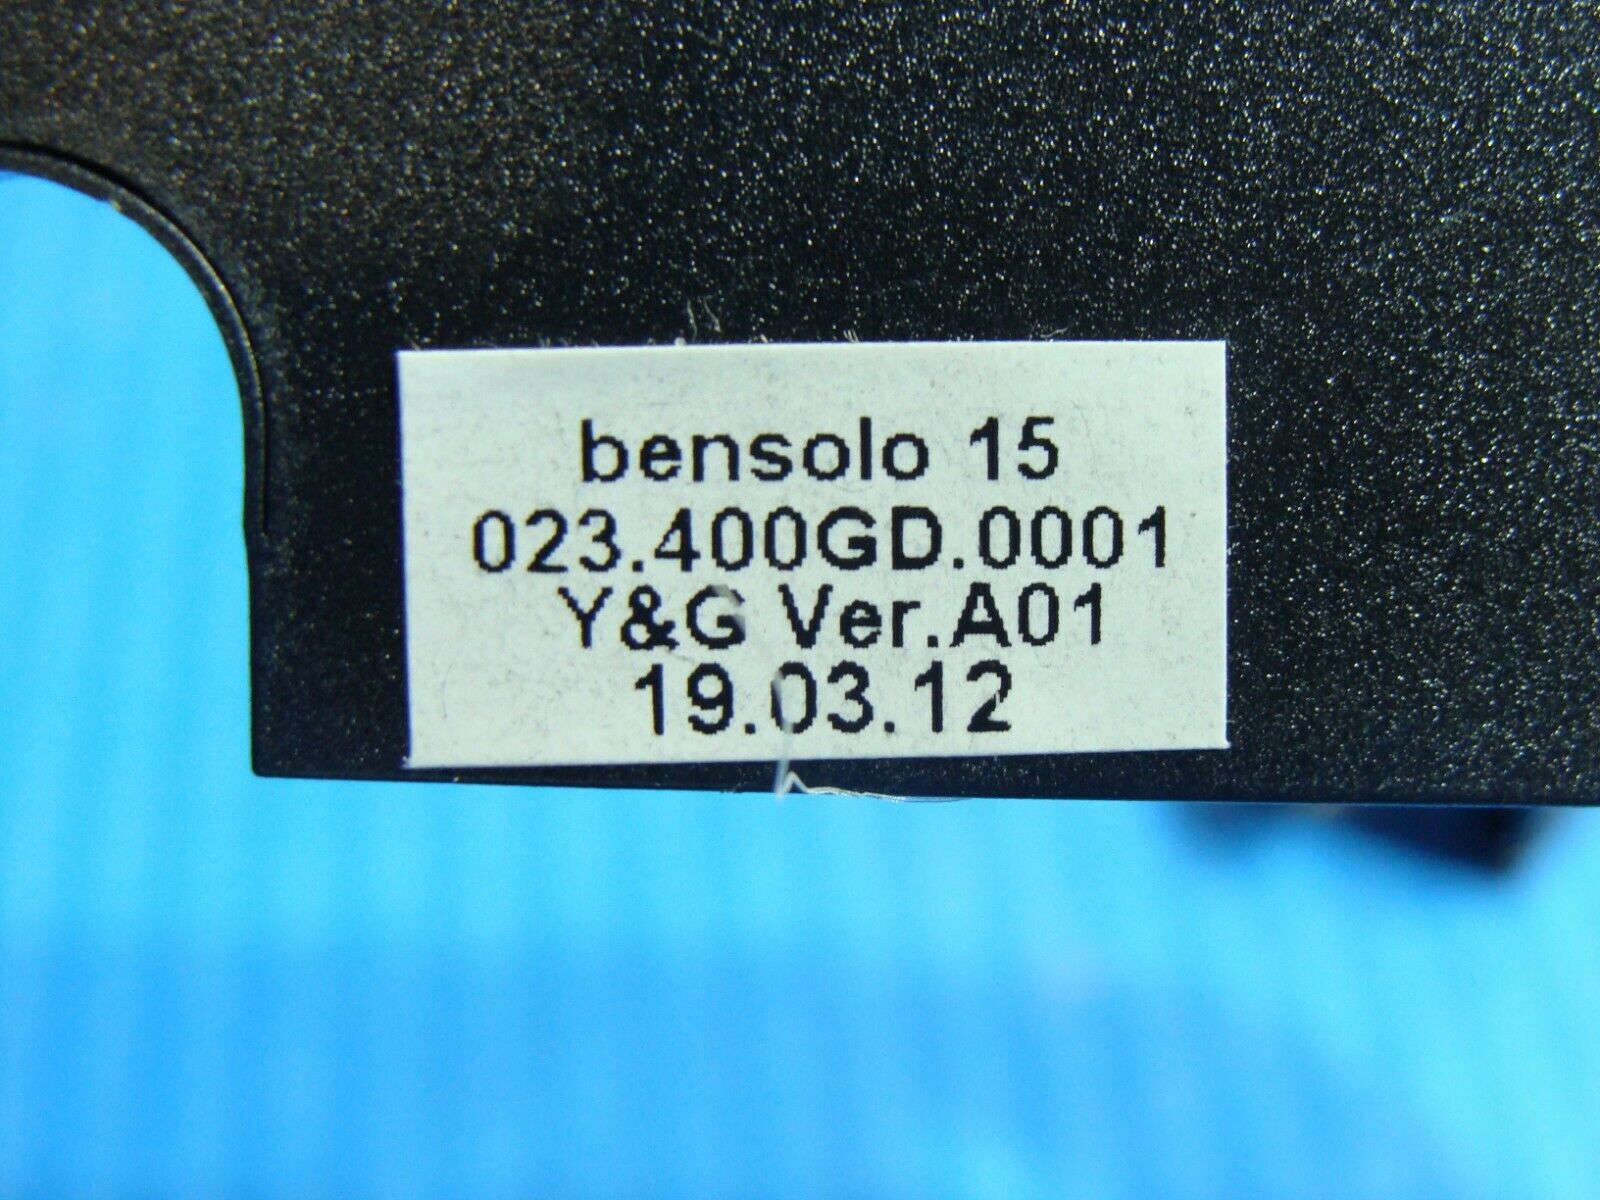 bensolo 15
023.400GD.0001
Y&G Ver.A01
19.03.12